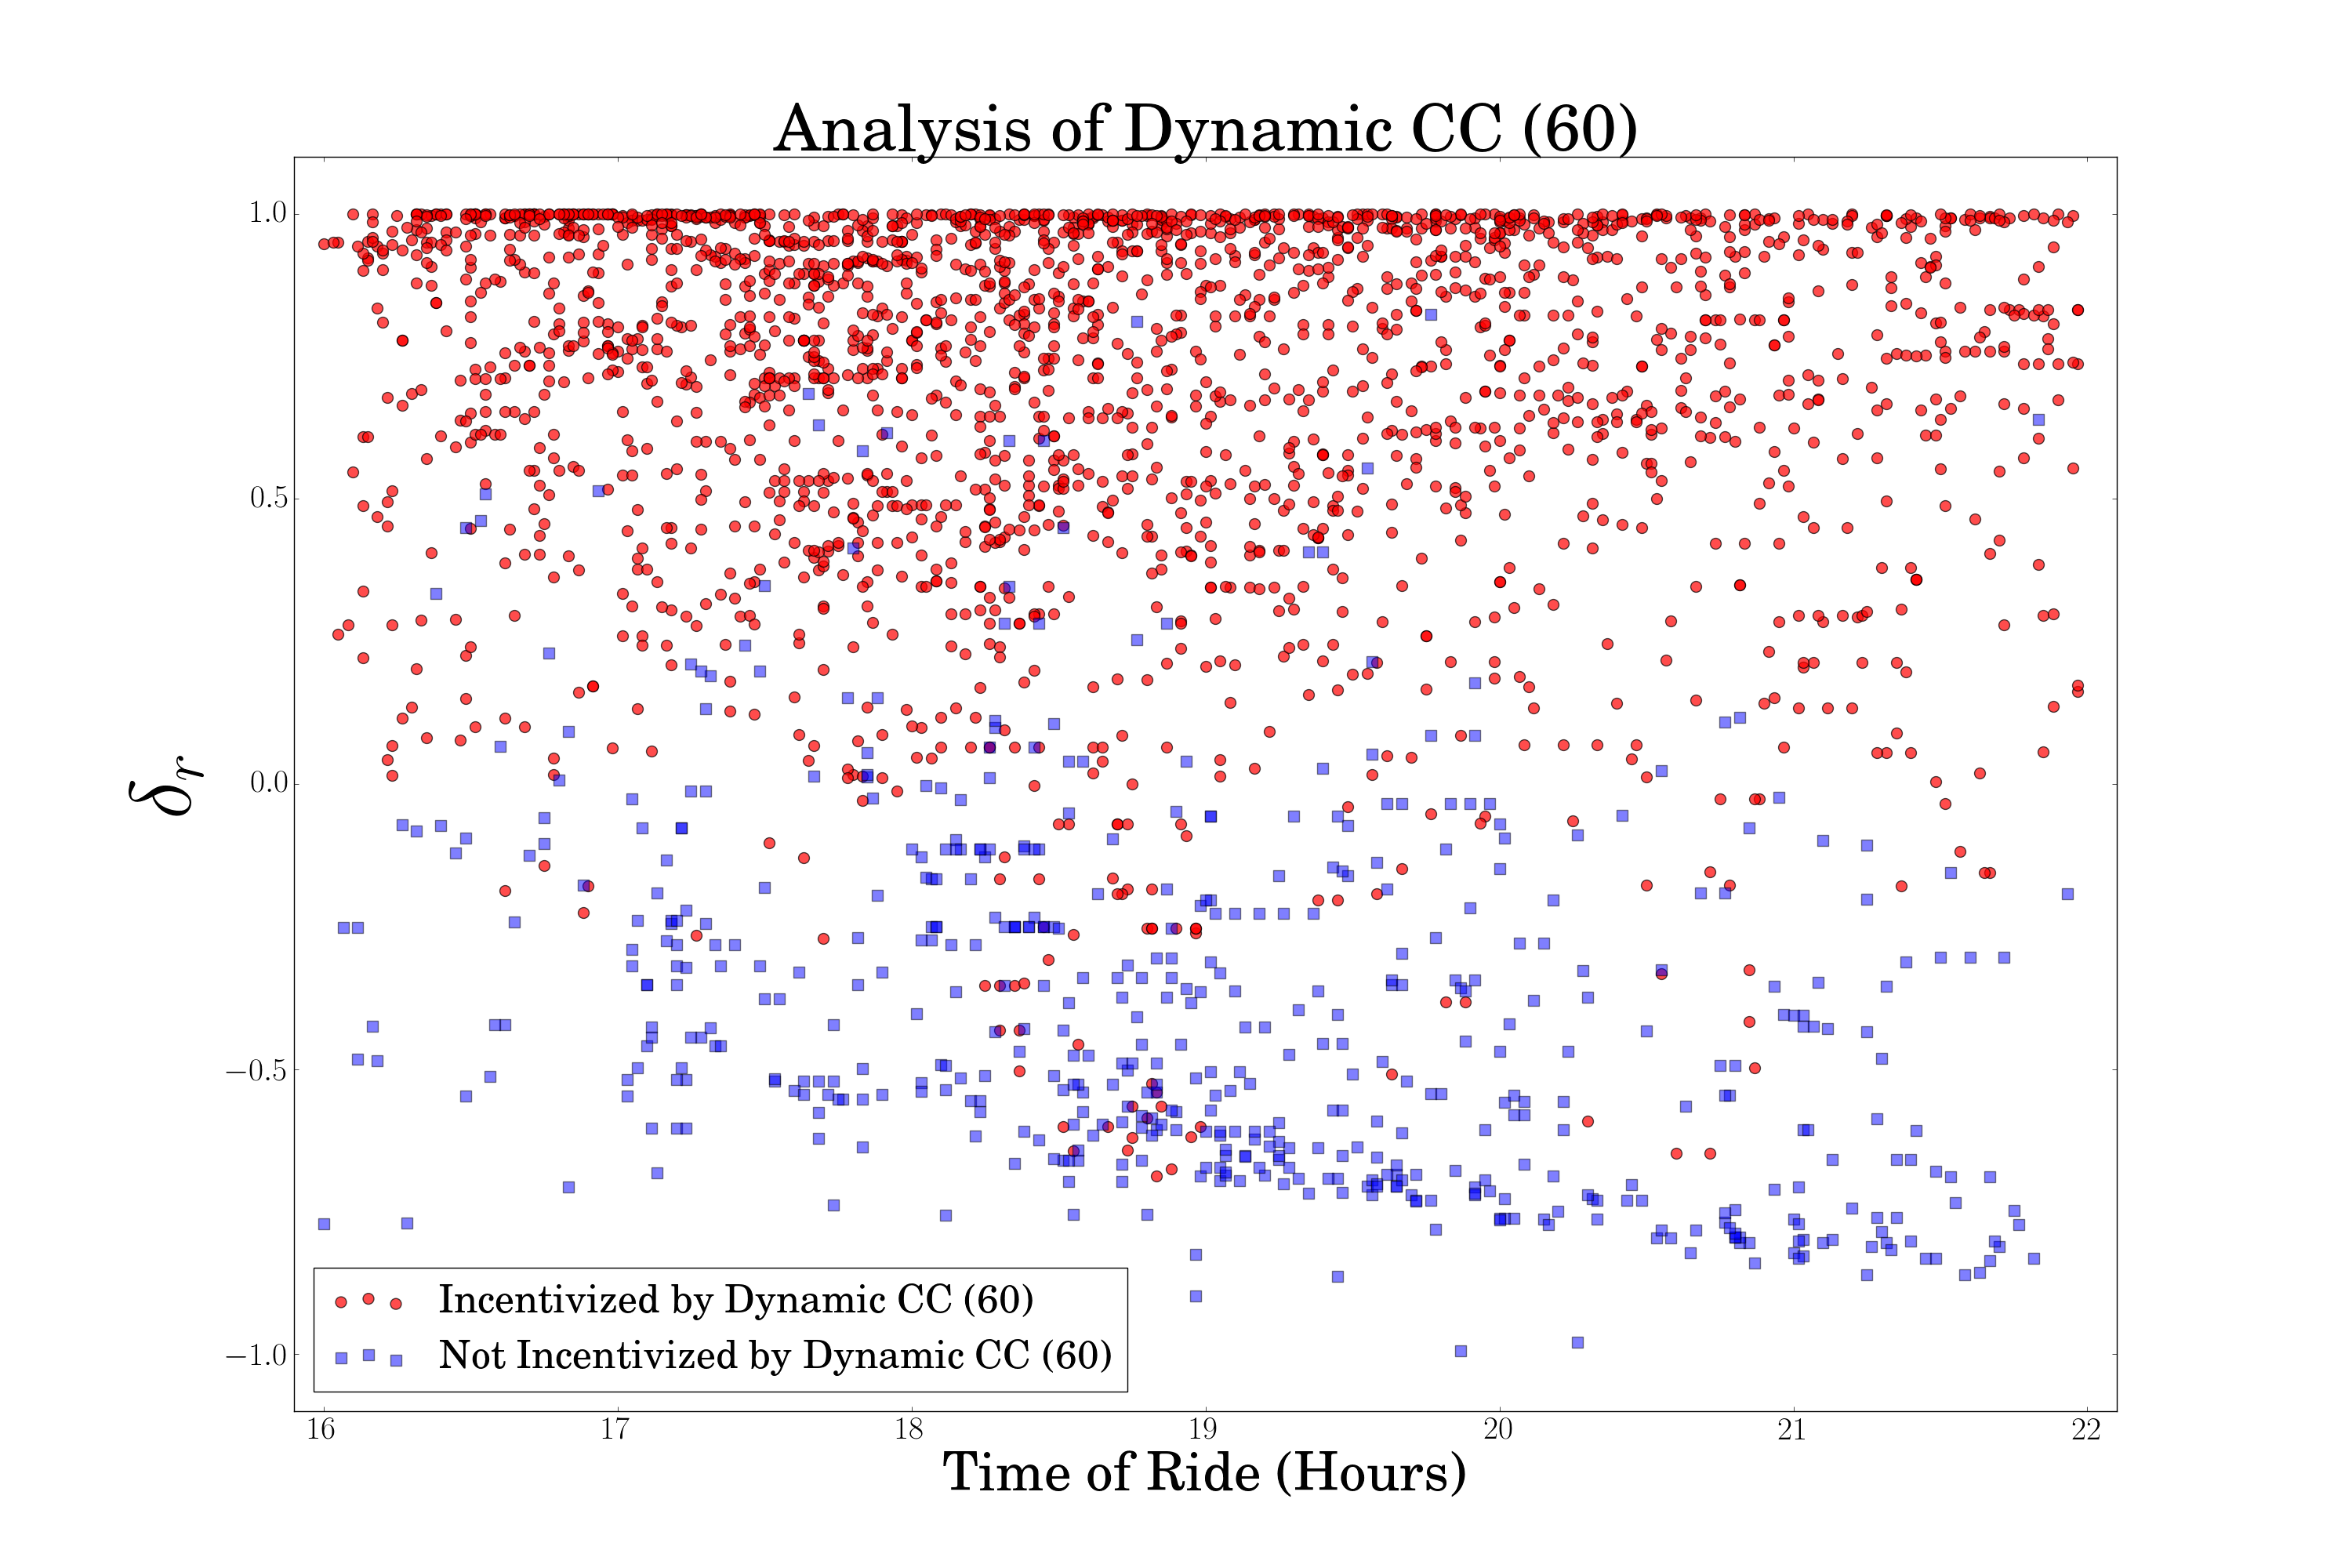 Analysis of Dynamic CC (60)
1.0
0.5
0.0
−0.5
−1.0
δr
Incentivized by Dynamic CC (60)
Not Incentivized by Dynamic CC (60)
16 17 18 19 20 21 22
Time of Ride (Hours)